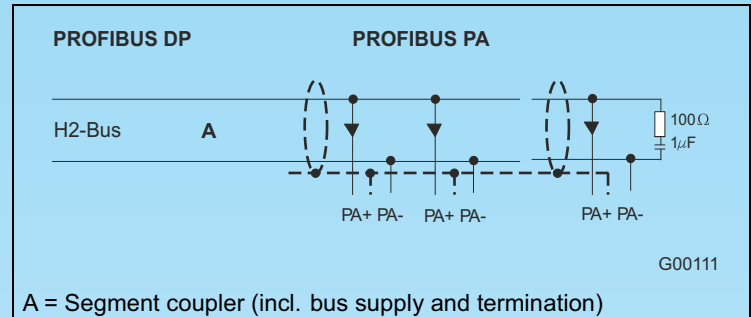 PROFIBUS DP PROFIBUS PA
H2-Bus A
100Ω
1µF
PA+ PA- PA+ PA- PA+ PA-
G00111
A = Segment coupler (incl. bus supply and termination)